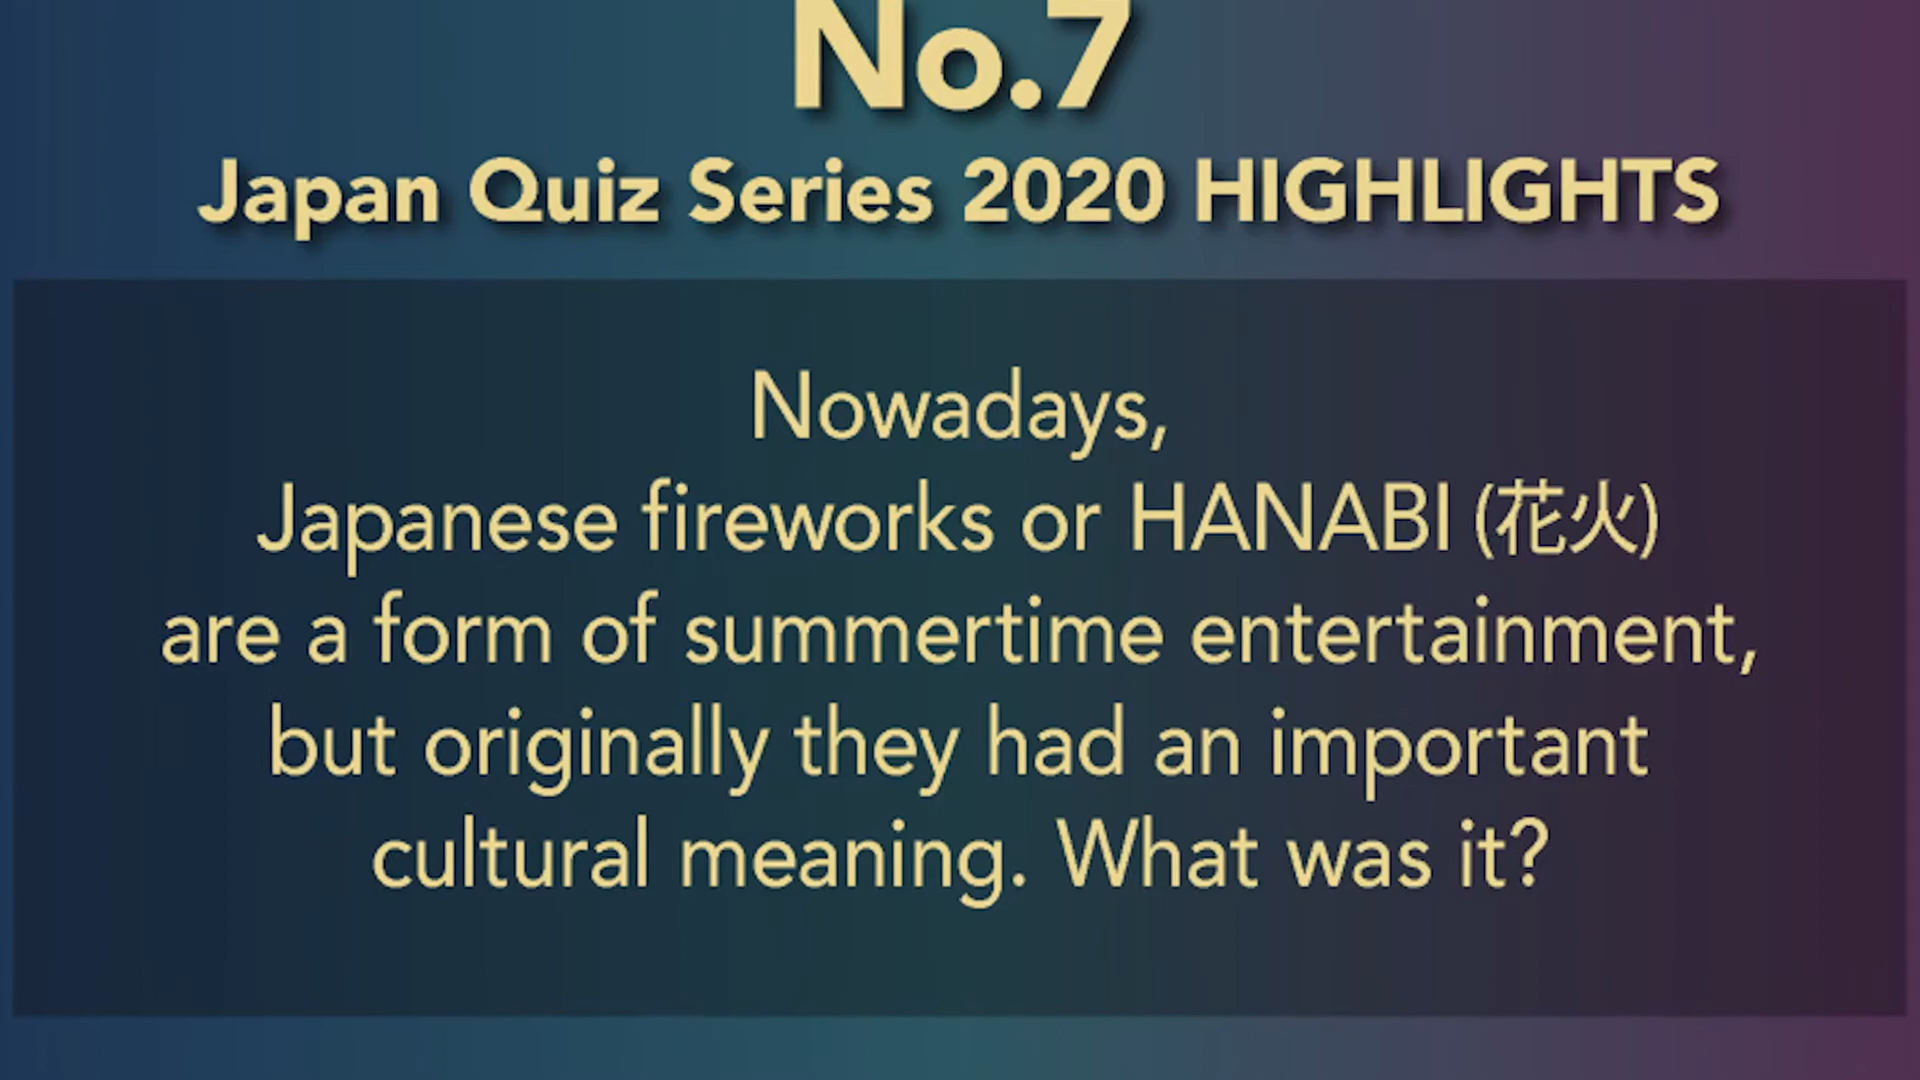 No.7
Japan Quiz Series 2020 HIGHLIGHTS
Nowadays,
Japanese fireworks or HANABI (花火)
are a form of summertime entertainment,
but originally they had an important
cultural meaning. What was it?